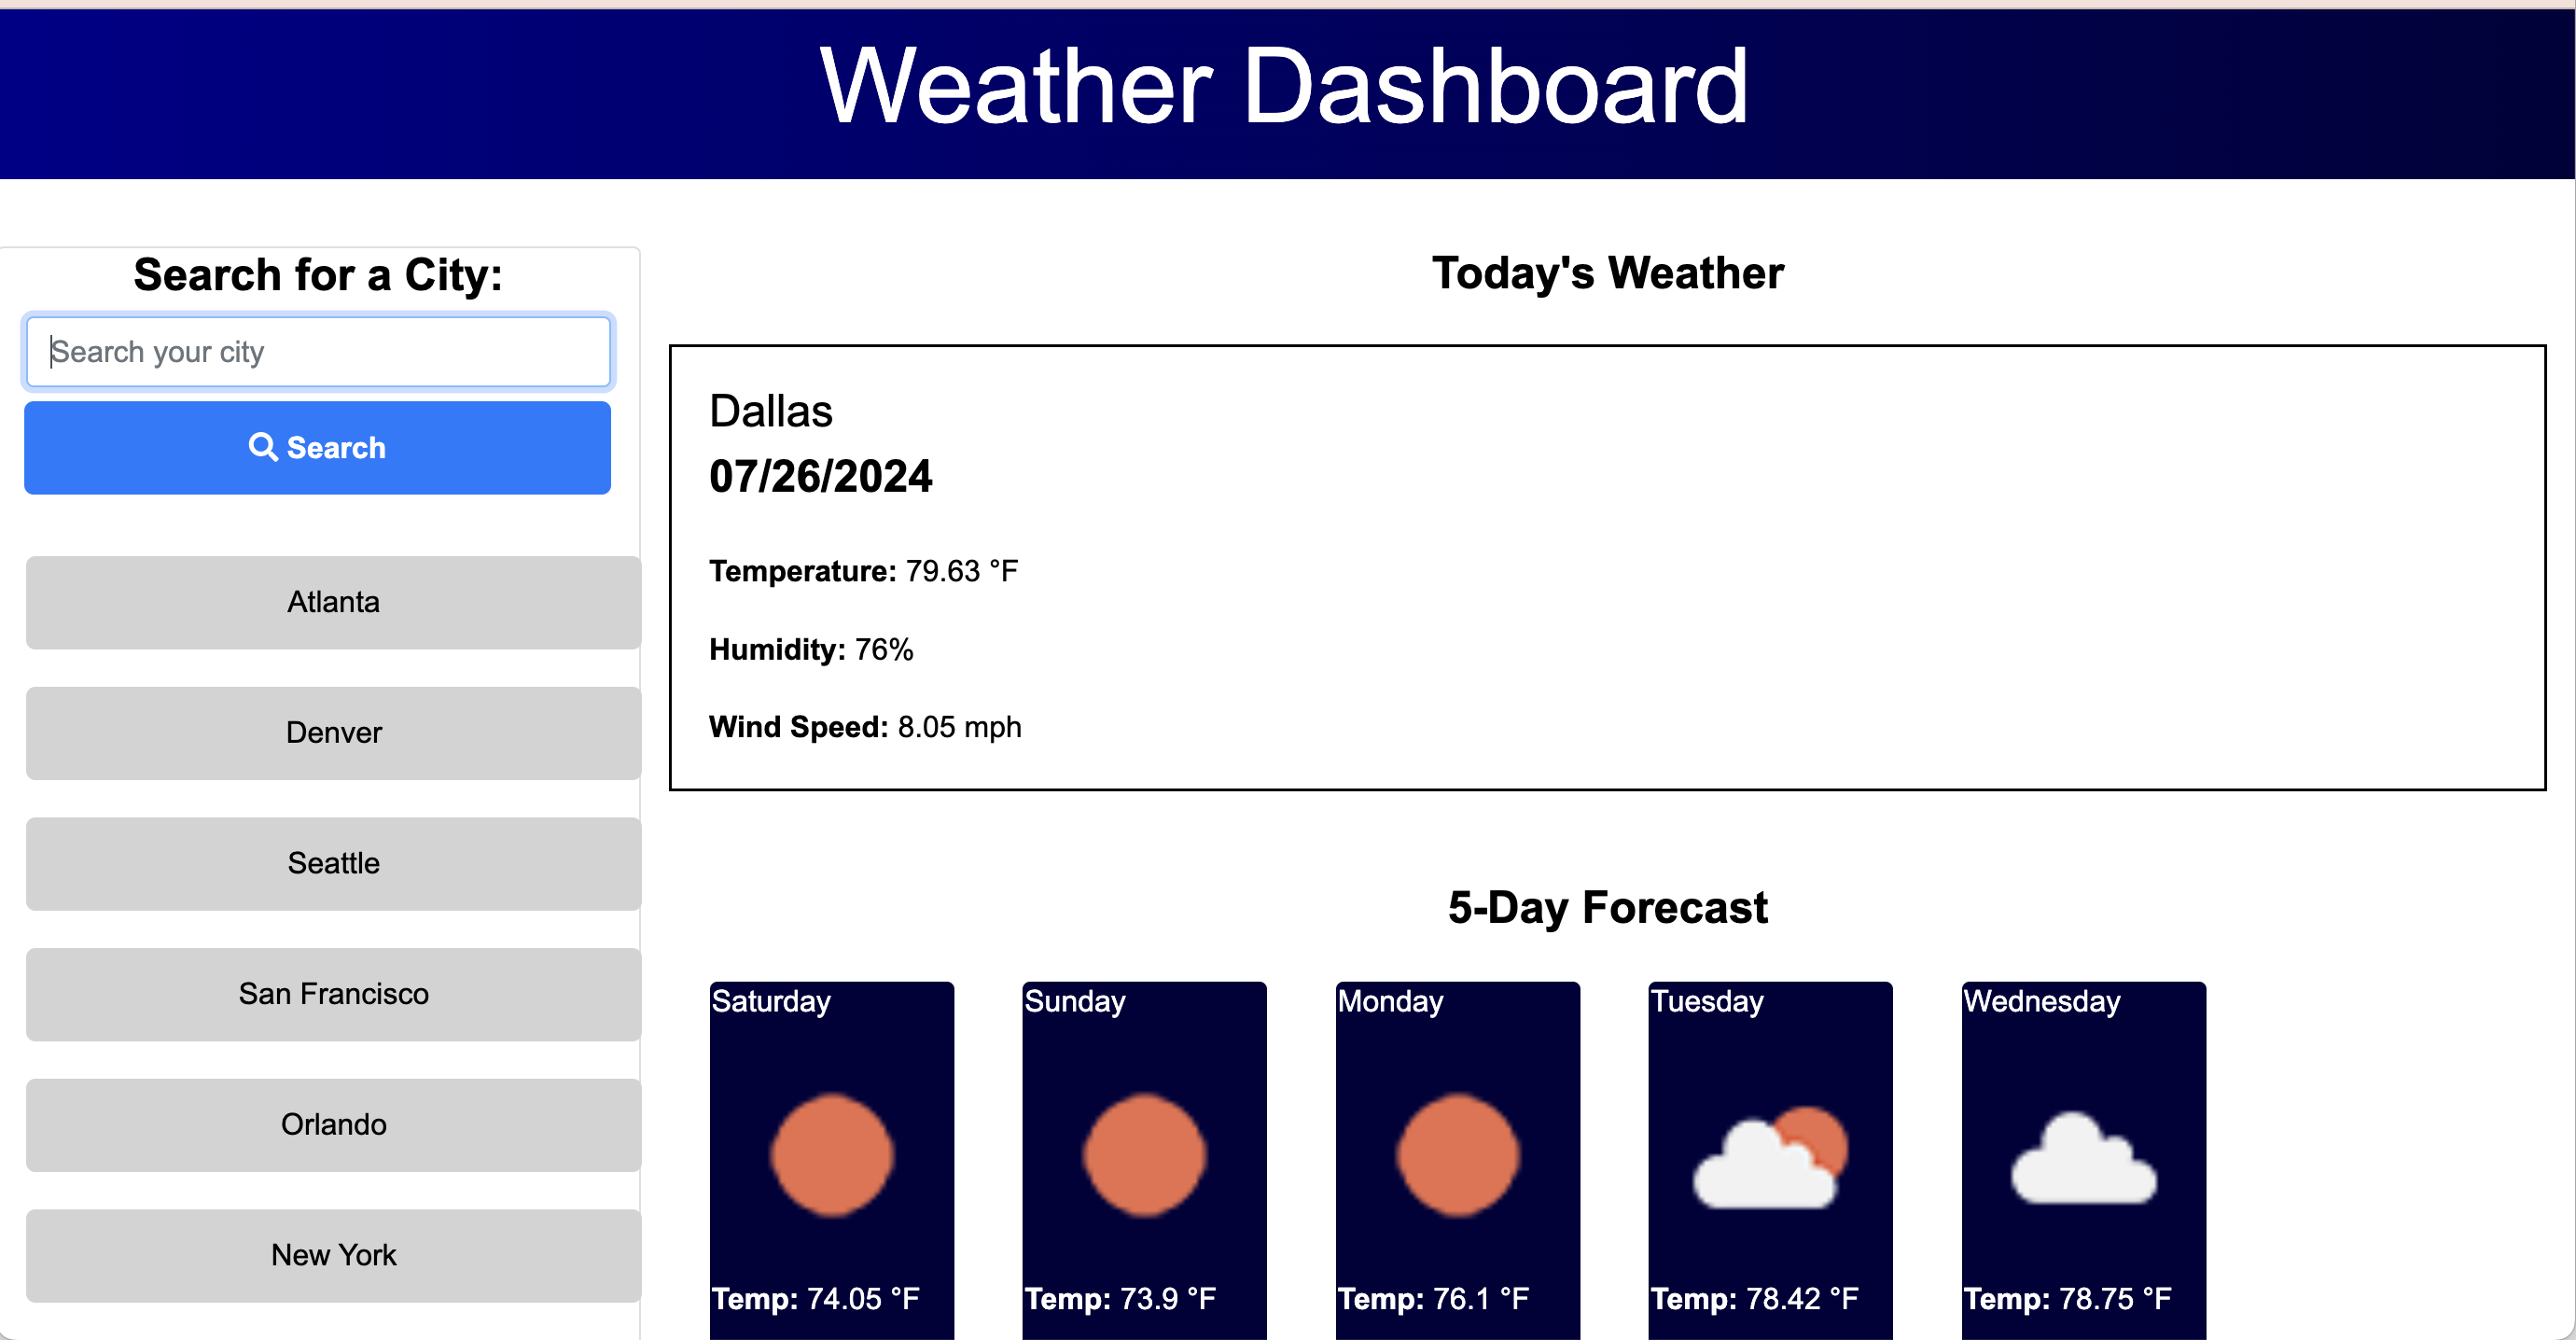 Weather Dashboard
Search for a City:
Search your city
Search
Atlanta
Denver
Seattle
San Francisco
Orlando
New York
Today's Weather
Dallas
07/26/2024
Temperature: 79.63 °F
Humidity: 76%
Wind Speed: 8.05 mph
5-Day Forecast
Saturday
Temp: 74.05 °F
Sunday
Temp: 73.9 °F
Monday
Temp: 76.1 °F
Tuesday
Temp: 78.42 °F
Wednesday
Temp: 78.75 °F